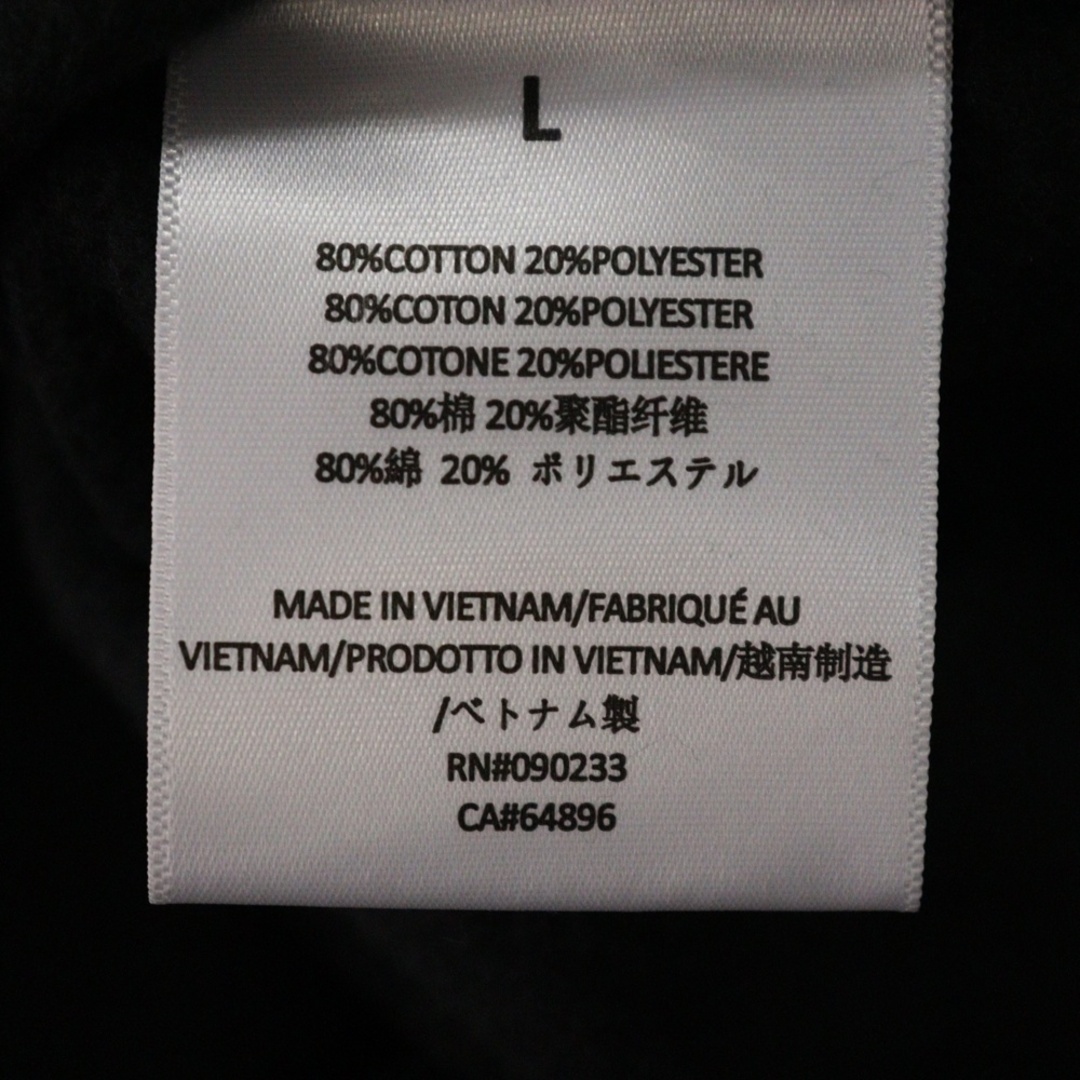 L
80%COTTON 20%POLYESTER
80%COTON 20%POLYESTER
80%COTONE 20%POLIESTERE
80%棉 20%聚酯纤维
80%綿 20% ポリエステル
MADE IN VIETNAM/FABRIQUÉ AU
VIETNAM/PRODOTTO IN VIETNAM/越南制造
/ベトナム製
RN#090233
CA#64896